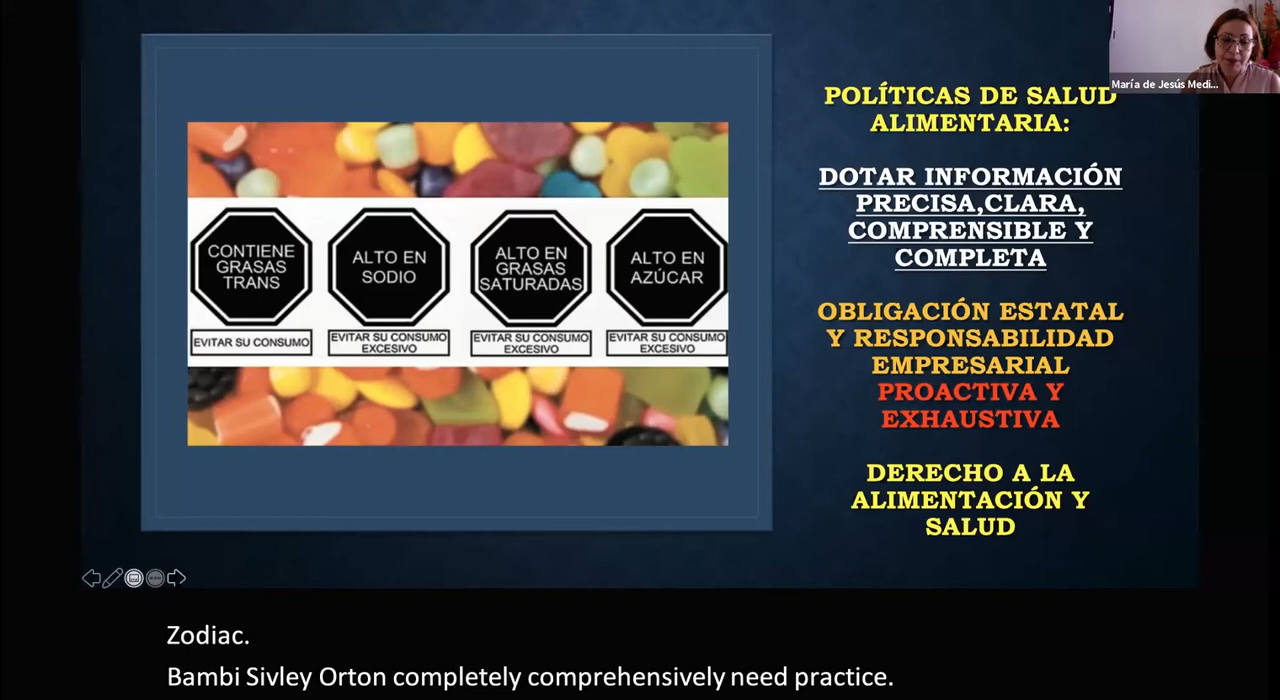 María de Jesús Medi...
POLÍTICAS DE SALUD
ALIMENTARIA:
DOTAR INFORMACIÓN
PRECISA,CLARA,
COMPRENSIBLE Y
COMPLETA
OBLIGACIÓN ESTATAL
Y RESPONSABILIDAD
EMPRESARIAL
PROACTIVA Y
EXHAUSTIVA
DERECHO A LA
ALIMENTACIÓN Y
SALUD
CONTIENE
GRASAS
TRANS
EVITAR SU CONSUMO
ALTO EN
SODIO
EVITAR SU CONSUMO
EXCESIVO
ALTO EN
GRASAS
SATURADAS
EVITAR SU CONSUMO
EXCESIVO
ALTO EN
AZÚCAR
EVITAR SU CONSUMO
EXCESIVO
Zodiac.
Bambi Sivley Orton completely comprehensively need practice.